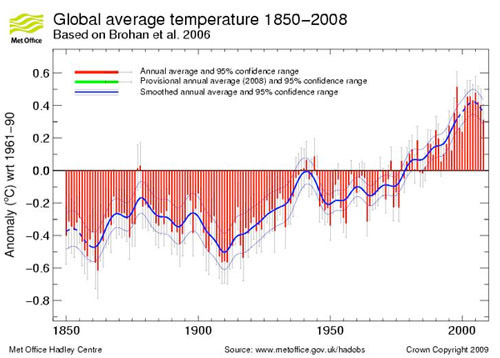 Met Office
Global average temperature 1850−2008
Based on Brohan et al. 2006
Annual average and 95% confidence range
Provisional annual average (2008) and 95% confidence range
Smoothed annual average and 95% confidence range
Anomaly (°C) wrt 1961−90
0.6
0.4
0.2
0.0
−0.2
−0.4
−0.6
−0.8
1850 1900 1950 2000
Met Office Hadley Centre Source: www.metoffice.gov.uk/hadobs Crown Copyright 2009